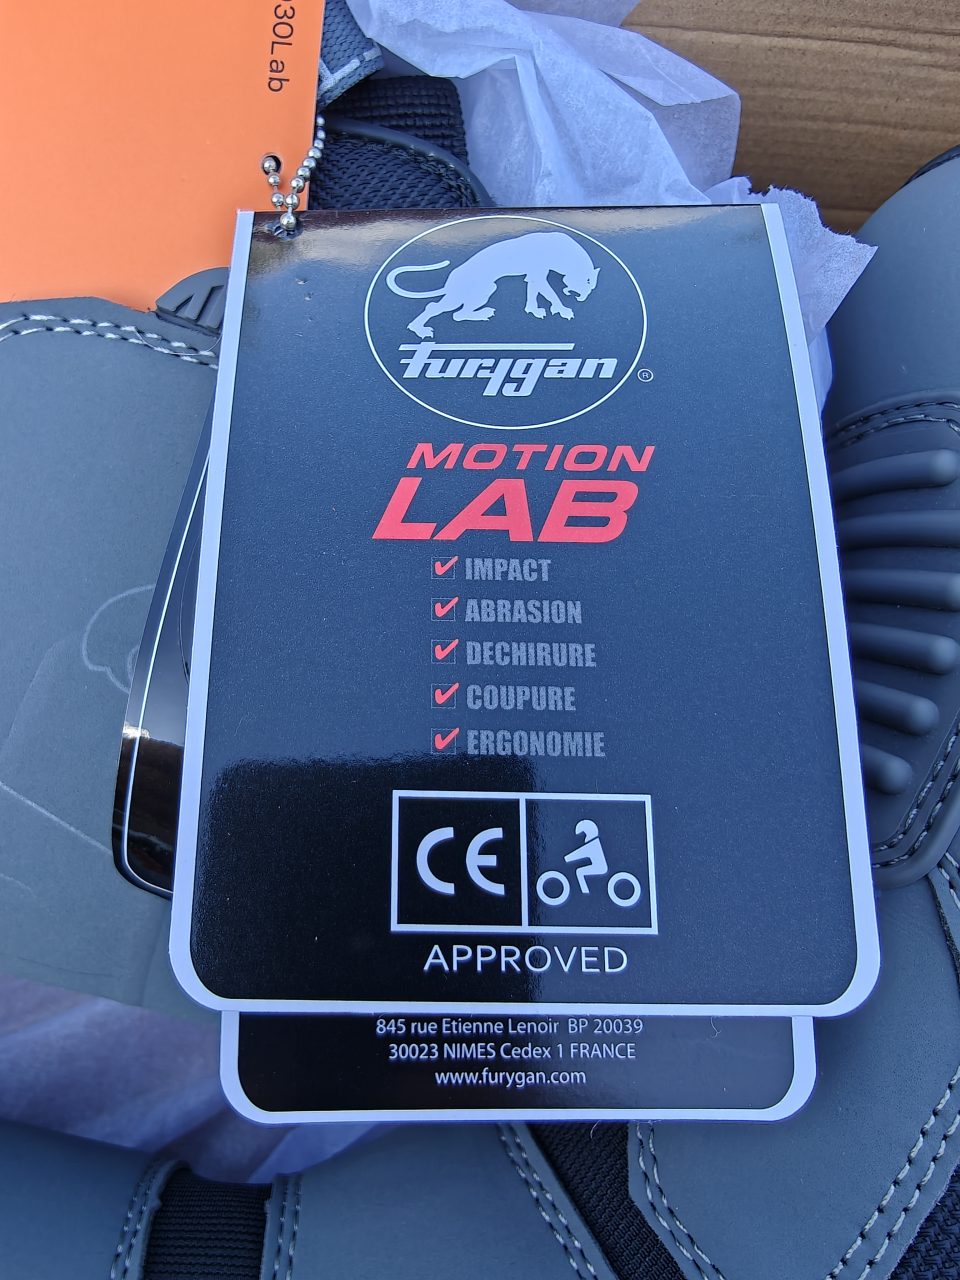 D3OLab
furygan
®
MOTION
LAB
IMPACT
ABRASION
DECHIRURE
COUPURE
ERGONOMIE
CE
APPROVED
845 rue Etienne Lenoir BP 20039
30023 NIMES Cedex 1 FRANCE
www.furygan.com